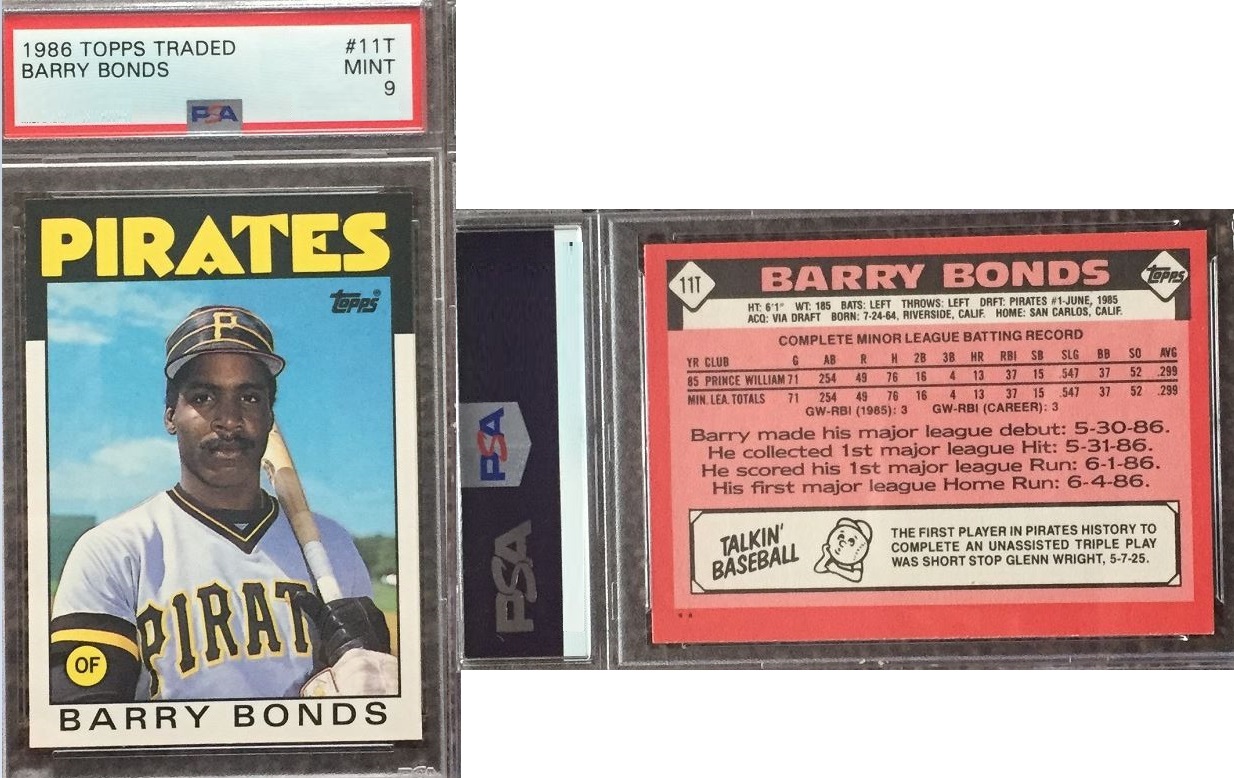 1986 TOPPS TRADED #11T
BARRY BONDS MINT
9
PSA
PIRATES
topps®
P
PIRAT
OF
BARRY BONDS
PSA
PSA
PSA
11T
BARRY BONDS
topps
HT: 6'1" WT: 185 BATS: LEFT THROWS: LEFT DRFT: PIRATES #1-JUNE, 1985
ACQ: VIA DRAFT BORN: 7-24-64, RIVERSIDE, CALIF. HOME: SAN CARLOS, CALIF.
COMPLETE MINOR LEAGUE BATTING RECORD
YR CLUB G AB R H 2B 3B HR RBI SB SLG BB SO AVG
85 PRINCE WILLIAM 71 254 49 76 16 4 13 37 15 .547 37 52 .299
MIN. LEA. TOTALS 71 254 49 76 16 4 13 37 15 .547 37 52 .299
GW-RBI (1985): 3 GW-RBI (CAREER): 3
Barry made his major league debut: 5-30-86.
He collected 1st major league Hit: 5-31-86.
He scored his 1st major league Run: 6-1-86.
His first major league Home Run: 6-4-86.
TALKIN'
BASEBALL
THE FIRST PLAYER IN PIRATES HISTORY TO
COMPLETE AN UNASSISTED TRIPLE PLAY
WAS SHORT STOP GLENN WRIGHT, 5-7-25.
* *